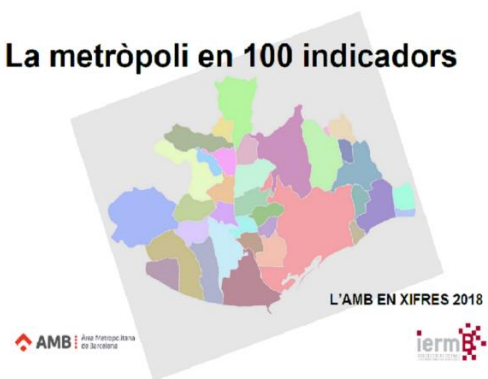 La metròpoli en 100 indicadors
L'AMB EN XIFRES 2018
AMB
Àrea Metropolitana
de Barcelona
iermB